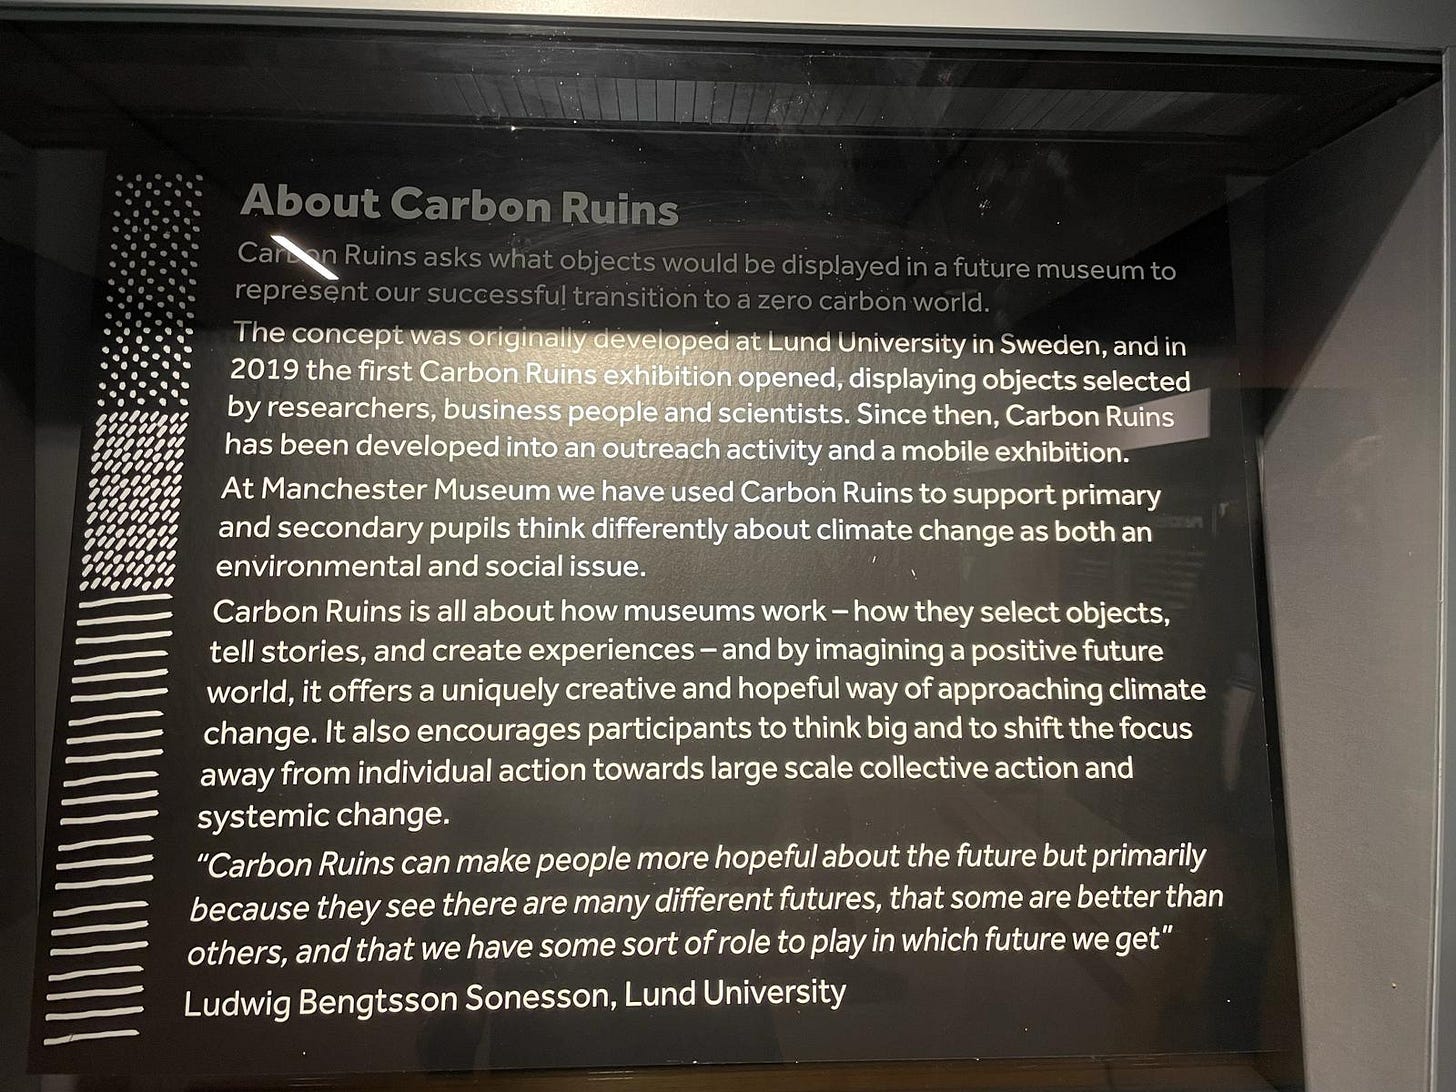 About Carbon Ruins
Carbon Ruins asks what objects would be displayed in a future museum to
represent our successful transition to a zero carbon world.
The concept was originally developed at Lund University in Sweden, and in
2019 the first Carbon Ruins exhibition opened, displaying objects selected
by researchers, business people and scientists. Since then, Carbon Ruins
has been developed into an outreach activity and a mobile exhibition.
At Manchester Museum we have used Carbon Ruins to support primary
and secondary pupils think differently about climate change as both an
environmental and social issue.
Carbon Ruins is all about how museums work – how they select objects,
tell stories, and create experiences – and by imagining a positive future
world, it offers a uniquely creative and hopeful way of approaching climate
change. It also encourages participants to think big and to shift the focus
away from individual action towards large scale collective action and
systemic change.
“Carbon Ruins can make people more hopeful about the future but primarily
because they see there are many different futures, that some are better than
others, and that we have some sort of role to play in which future we get”
Ludwig Bengtsson Sonesson, Lund University